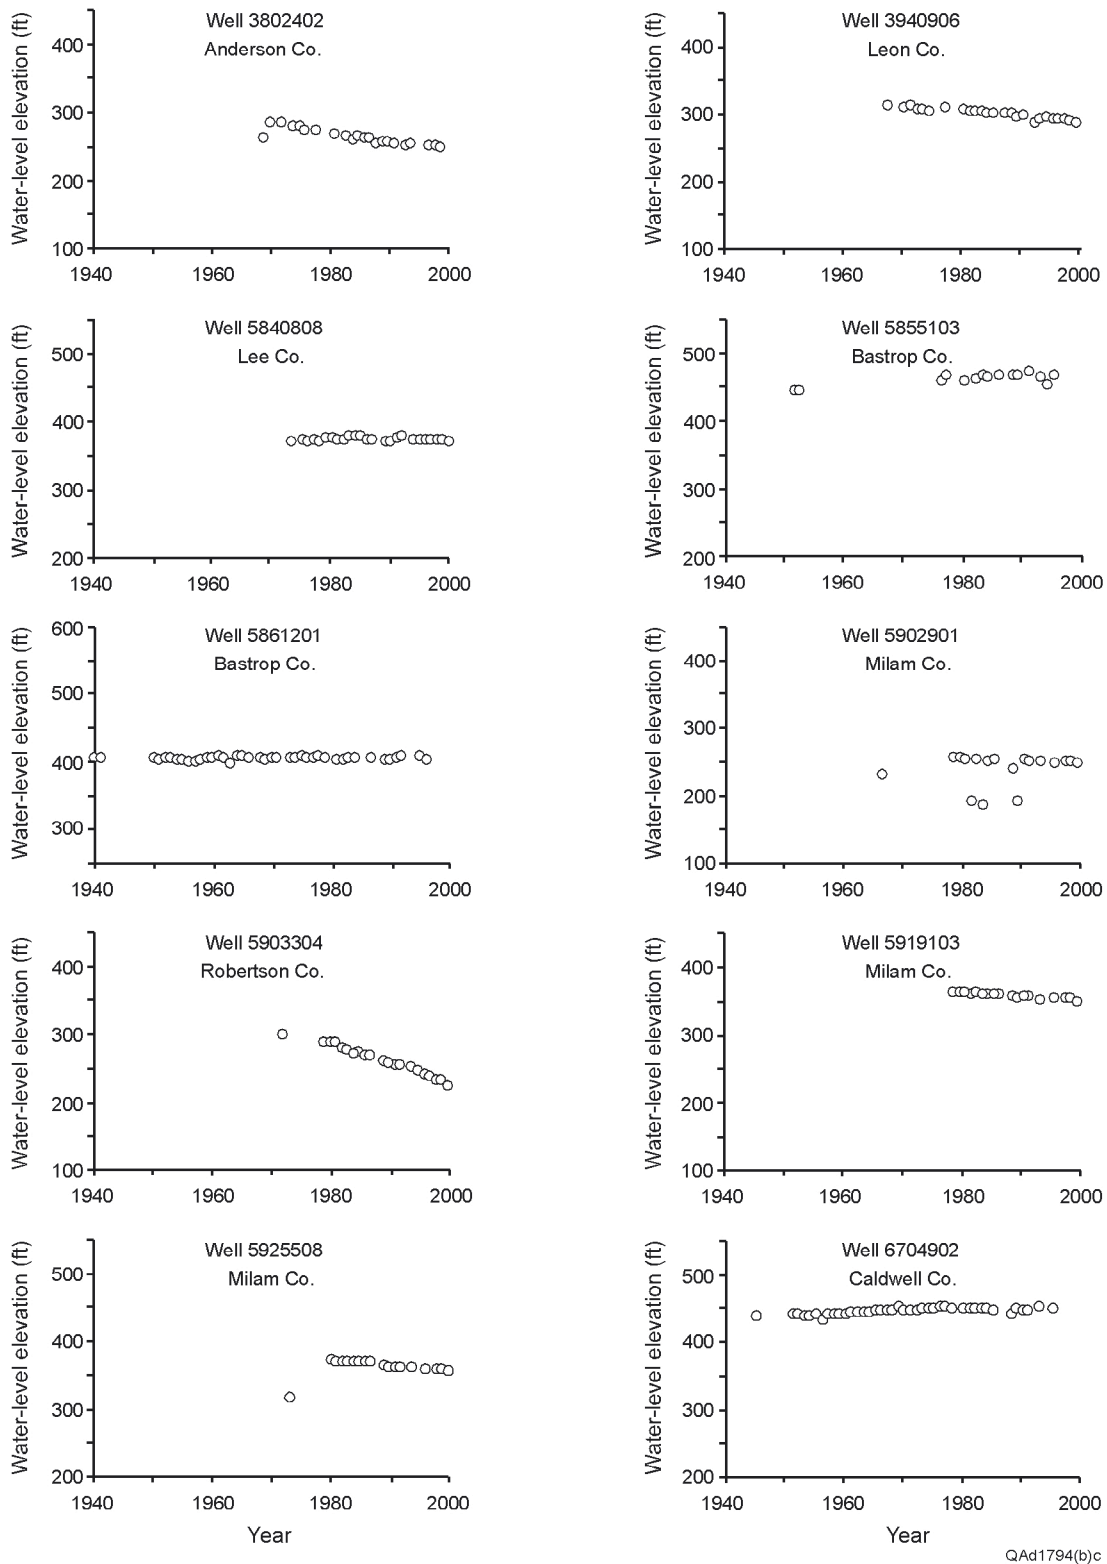 Well 3802402
Anderson Co.
Water-level elevation (ft)
400
300
200
100
1940 1960 1980 2000
Well 3940906
Leon Co.
Water-level elevation (ft)
400
300
200
100
1940 1960 1980 2000
Well 5840808
Lee Co.
Water-level elevation (ft)
500
400
300
200
1940 1960 1980 2000
Well 5855103
Bastrop Co.
Water-level elevation (ft)
500
400
300
200
1940 1960 1980 2000
Well 5861201
Bastrop Co.
Water-level elevation (ft)
600
500
400
300
1940 1960 1980 2000
Well 5902901
Milam Co.
Water-level elevation (ft)
400
300
200
100
1940 1960 1980 2000
Well 5903304
Robertson Co.
Water-level elevation (ft)
400
300
200
100
1940 1960 1980 2000
Well 5919103
Milam Co.
Water-level elevation (ft)
400
300
200
100
1940 1960 1980 2000
Well 5925508
Milam Co.
Water-level elevation (ft)
500
400
300
200
1940 1960 1980 2000
Year
Well 6704902
Caldwell Co.
Water-level elevation (ft)
500
400
300
200
1940 1960 1980 2000
Year
QAd1794(b)c